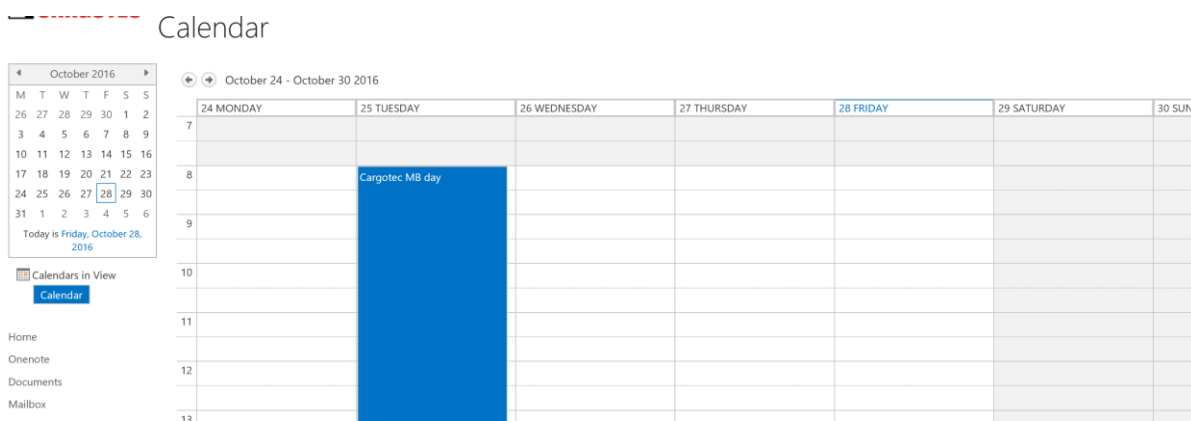 Calendar
October 2016
M T W T F S S
26 27 28 29 30 1 2
3 4 5 6 7 8 9
10 11 12 13 14 15 16
17 18 19 20 21 22 23
24 25 26 27 28 29 30
31 1 2 3 4 5 6
Today is Friday, October 28,
2016
Calendars in View
Calendar
Home
Onenote
Documents
Mailbox
October 24 - October 30 2016
24 MONDAY 25 TUESDAY 26 WEDNESDAY 27 THURSDAY 28 FRIDAY 29 SATURDAY 30 SUN
7
8
Cargotec MB day
9
10
11
12
13